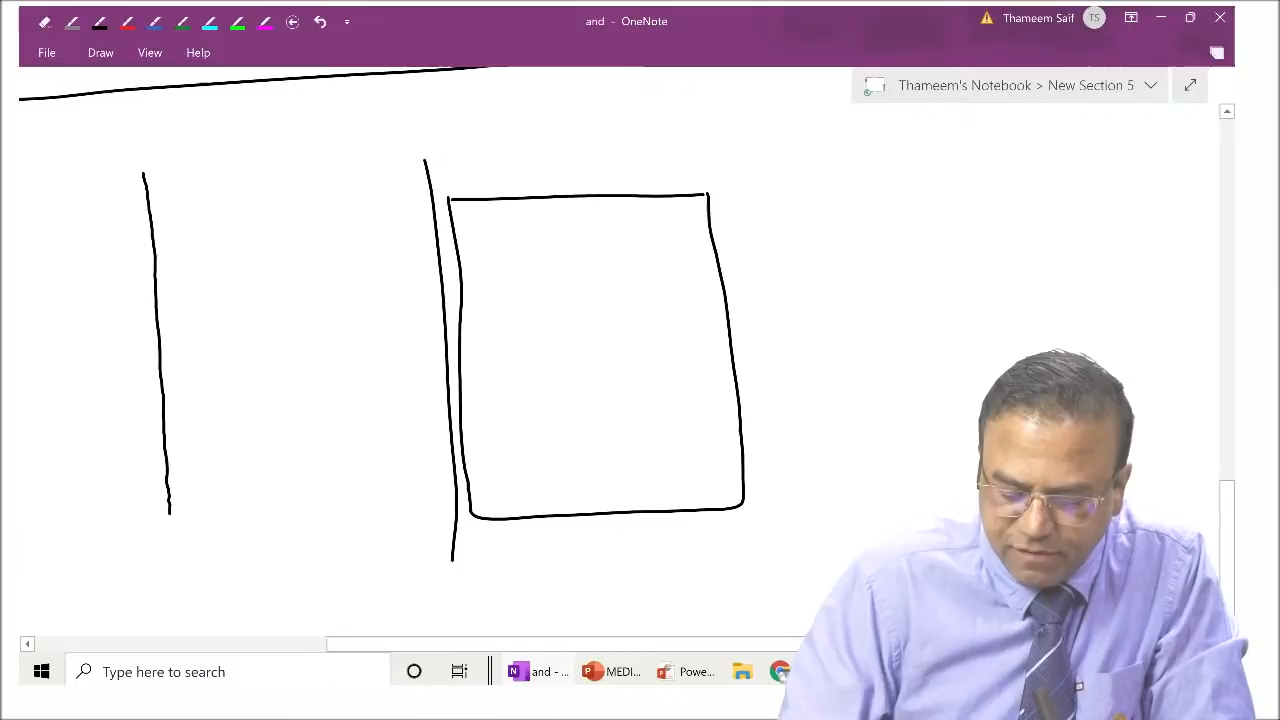 and - OneNote
Thameem Saif
TS
File
Draw
View
Help
Thameem's Notebook > New Section 5
Type here to search
N
and - ...
P
MEDI...
P
Powe...